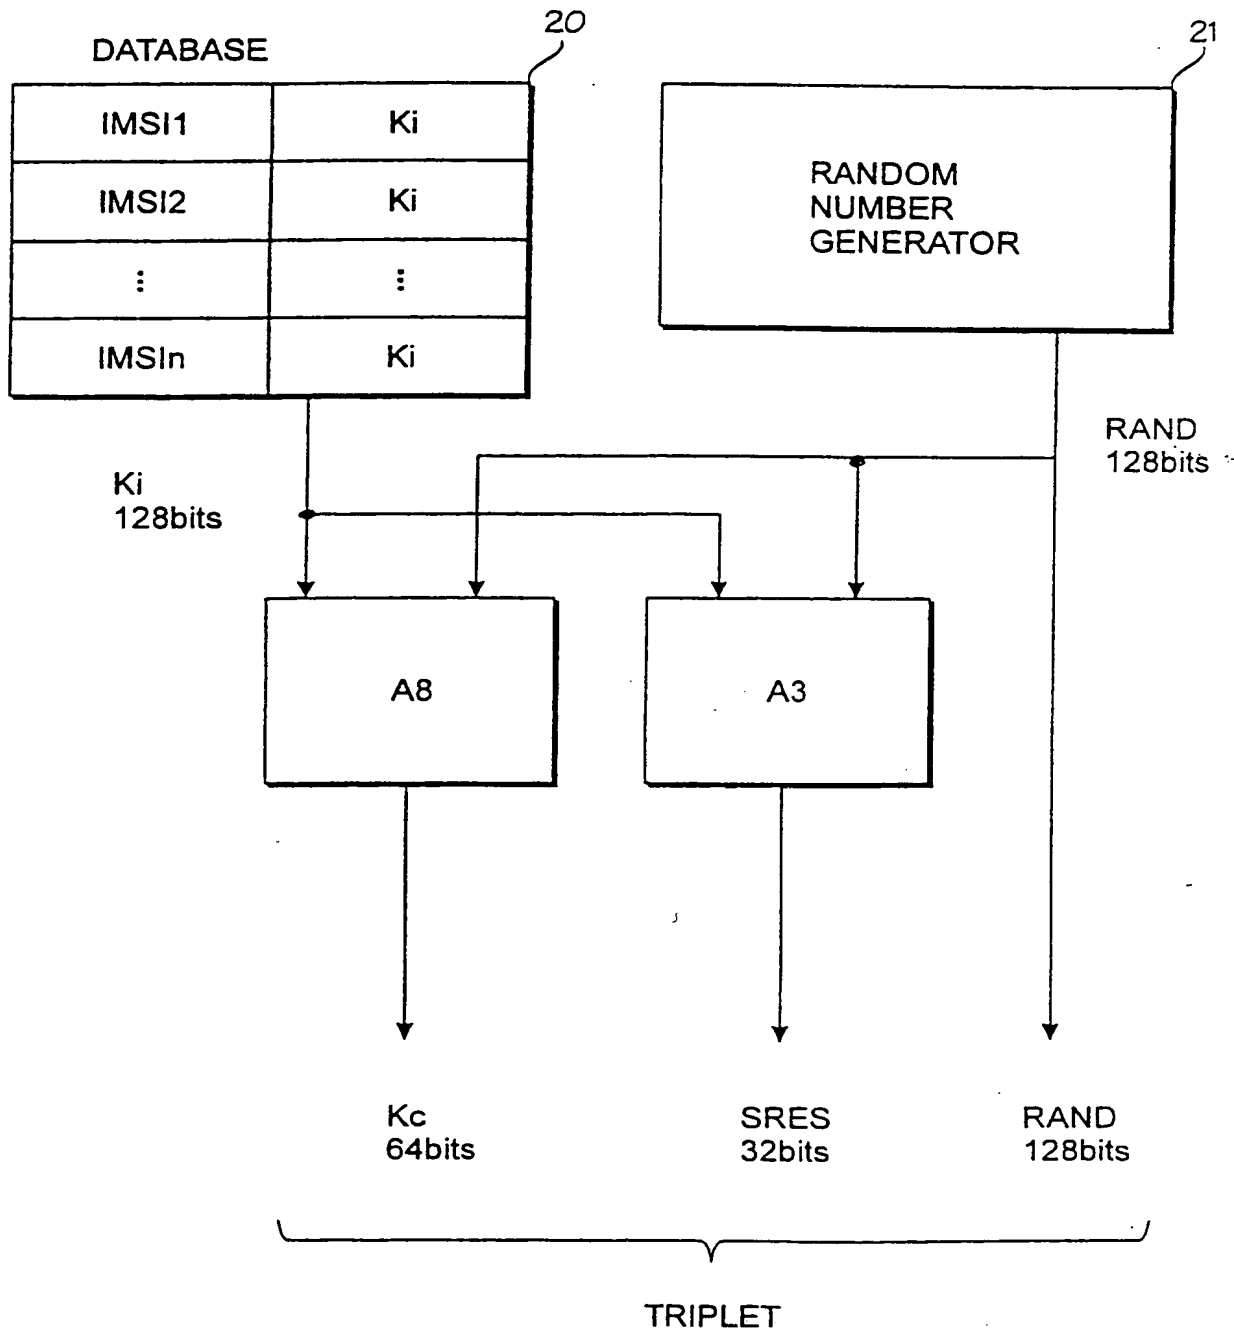 DATABASE
20
21
IMSI1 Ki
IMSI2 Ki
⋮ ⋮
IMSIn Ki
RANDOM
NUMBER
GENERATOR
RAND
128bits
Ki
128bits
A8
A3
Kc
64bits
SRES
32bits
RAND
128bits
TRIPLET